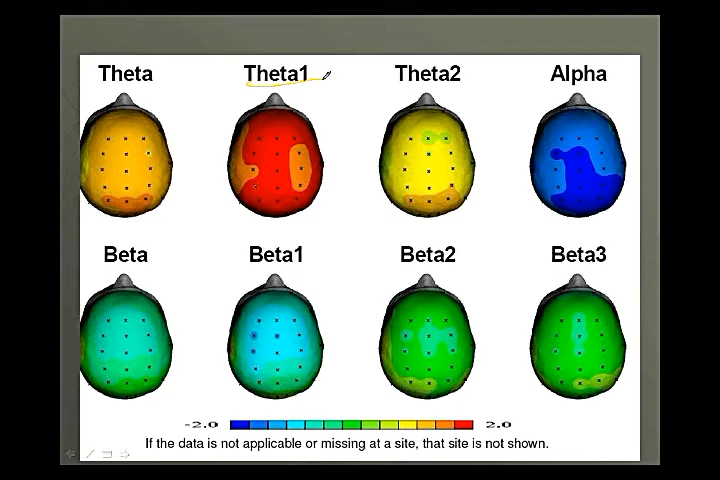 Theta Theta1 Theta2 Alpha
Beta Beta1 Beta2 Beta3
-2.0 2.0
If the data is not applicable or missing at a site, that site is not shown.